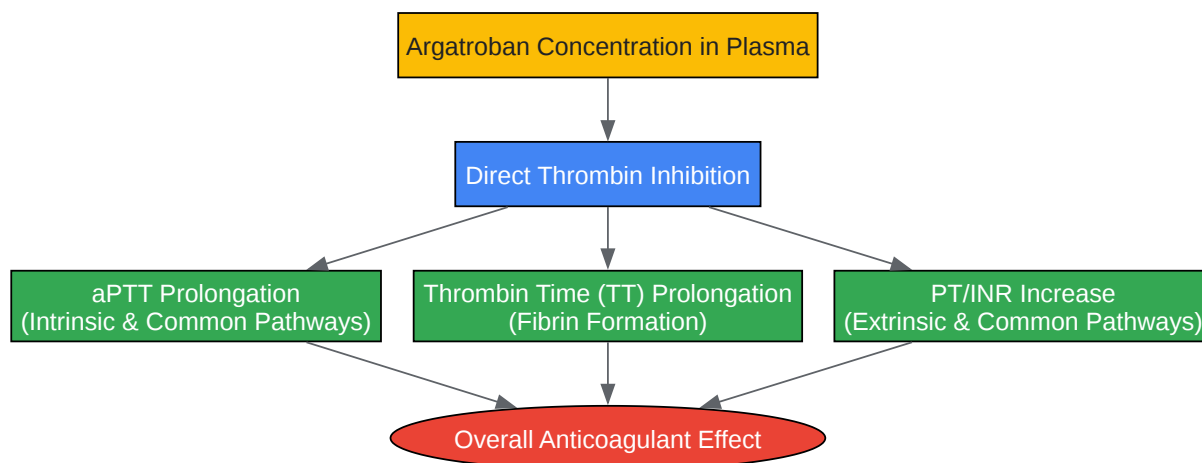 Argatroban Concentration in Plasma
Direct Thrombin Inhibition
aPTT Prolongation
(Intrinsic & Common Pathways)
Thrombin Time (TT) Prolongation
(Fibrin Formation)
PT/INR Increase
(Extrinsic & Common Pathways)
Overall Anticoagulant Effect